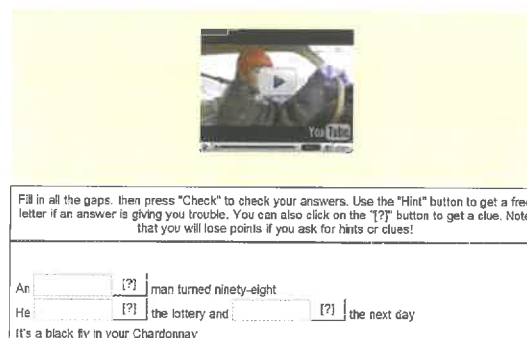 YouTube
Fill in all the gaps, then press "Check" to check your answers. Use the "Hint" button to get a free
letter if an answer is giving you trouble. You can also click on the "[?]" button to get a clue. Note
that you will lose points if you ask for hints or clues!
An [?] man turned ninety-eight
He [?] the lottery and [?] the next day
It's a black fly in your Chardonnay